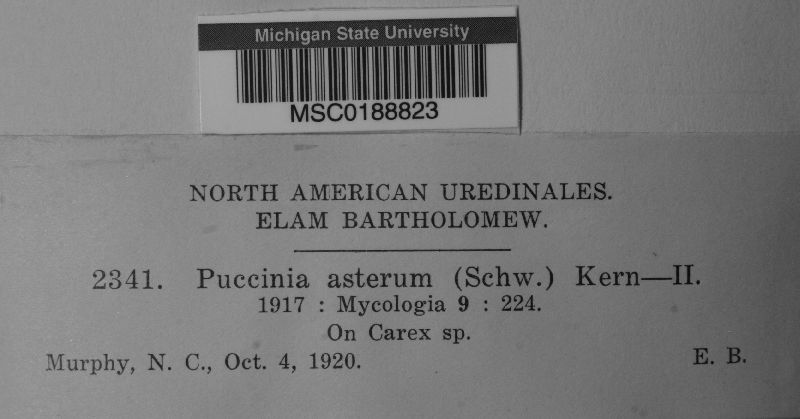 Michigan State University
MSC0188823
NORTH AMERICAN UREDINALES.
ELAM BARTHOLOMEW.
2341. Puccinia asterum (Schw.) Kern—II.
1917 : Mycologia 9 : 224.
On Carex sp.
Murphy, N. C., Oct. 4, 1920. E. B.